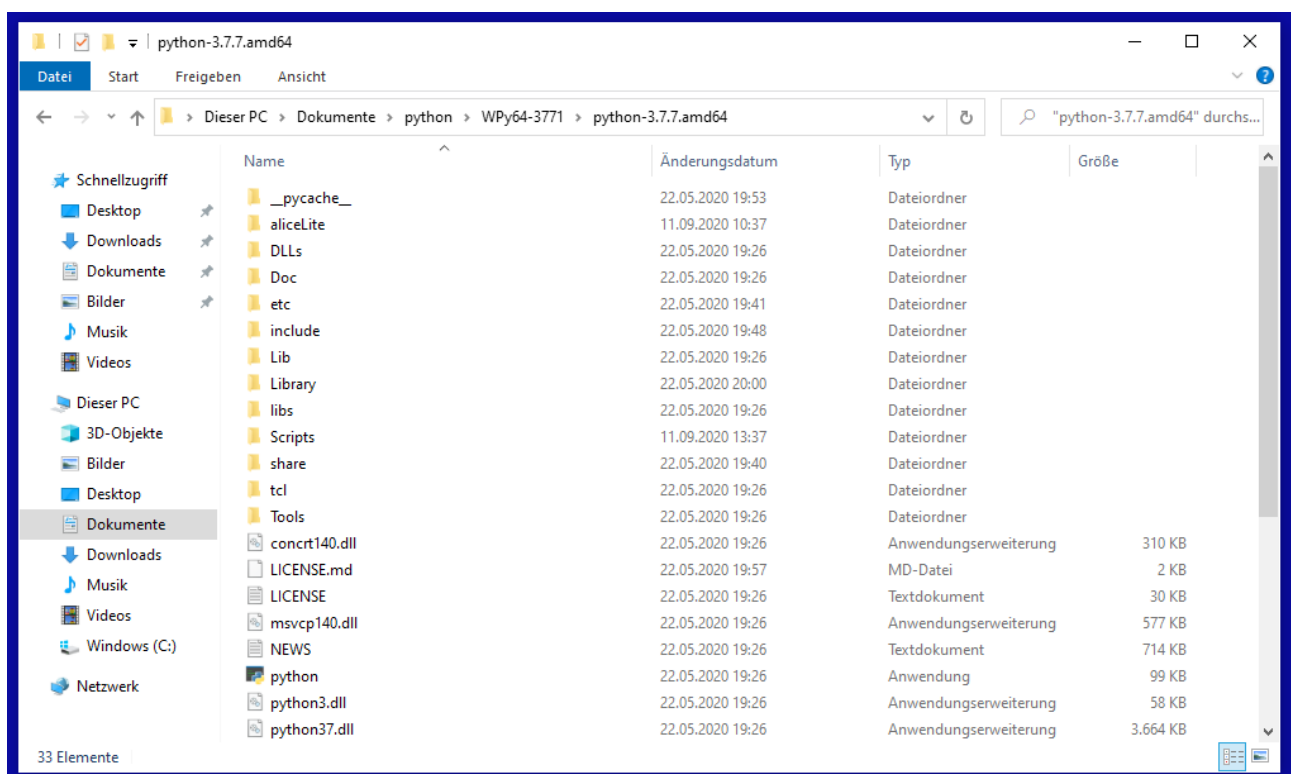 python-3.7.7.amd64
Datei Start Freigeben Ansicht
Dieser PC > Dokumente > python > WPy64-3771 > python-3.7.7.amd64 "python-3.7.7.amd64" durchs...
Schnellzugriff
Desktop
Downloads
Dokumente
Bilder
Musik
Videos
Dieser PC
3D-Objekte
Bilder
Desktop
Dokumente
Downloads
Musik
Videos
Windows (C:)
Netzwerk
Name Änderungsdatum Typ Größe
__pycache__ 22.05.2020 19:53 Dateiordner
aliceLite 11.09.2020 10:37 Dateiordner
DLLs 22.05.2020 19:26 Dateiordner
Doc 22.05.2020 19:26 Dateiordner
etc 22.05.2020 19:41 Dateiordner
include 22.05.2020 19:48 Dateiordner
Lib 22.05.2020 19:26 Dateiordner
Library 22.05.2020 20:00 Dateiordner
libs 22.05.2020 19:26 Dateiordner
Scripts 11.09.2020 13:37 Dateiordner
share 22.05.2020 19:40 Dateiordner
tcl 22.05.2020 19:26 Dateiordner
Tools 22.05.2020 19:26 Dateiordner
concrt140.dll 22.05.2020 19:26 Anwendungserweiterung 310 KB
LICENSE.md 22.05.2020 19:57 MD-Datei 2 KB
LICENSE 22.05.2020 19:26 Textdokument 30 KB
msvcp140.dll 22.05.2020 19:26 Anwendungserweiterung 577 KB
NEWS 22.05.2020 19:26 Textdokument 714 KB
python 22.05.2020 19:26 Anwendung 99 KB
python3.dll 22.05.2020 19:26 Anwendungserweiterung 58 KB
python37.dll 22.05.2020 19:26 Anwendungserweiterung 3.664 KB
33 Elemente